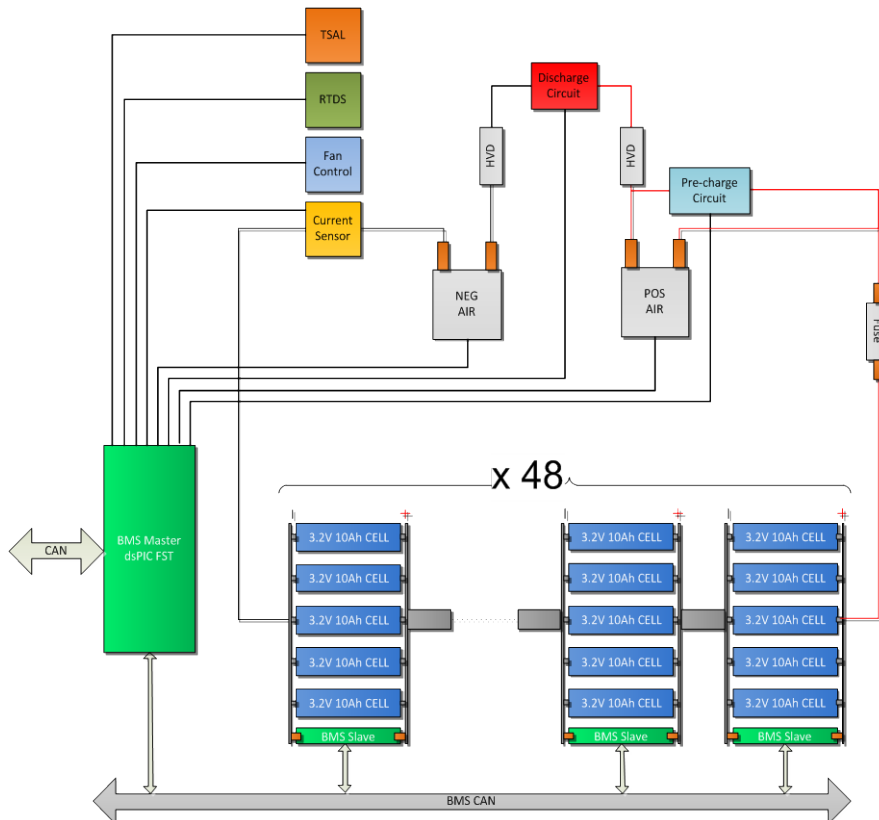 TSAL
RTDS
Fan
Control
Current
Sensor
Discharge
Circuit
HVD
HVD
Pre-charge
Circuit
NEG
AIR
POS
AIR
Fuse
x 48
CAN
BMS Master
dsPIC FST
- + - + - +
3.2V 10Ah CELL 3.2V 10Ah CELL 3.2V 10Ah CELL
3.2V 10Ah CELL 3.2V 10Ah CELL 3.2V 10Ah CELL
3.2V 10Ah CELL 3.2V 10Ah CELL 3.2V 10Ah CELL
3.2V 10Ah CELL 3.2V 10Ah CELL 3.2V 10Ah CELL
3.2V 10Ah CELL 3.2V 10Ah CELL 3.2V 10Ah CELL
BMS Slave BMS Slave BMS Slave
BMS CAN